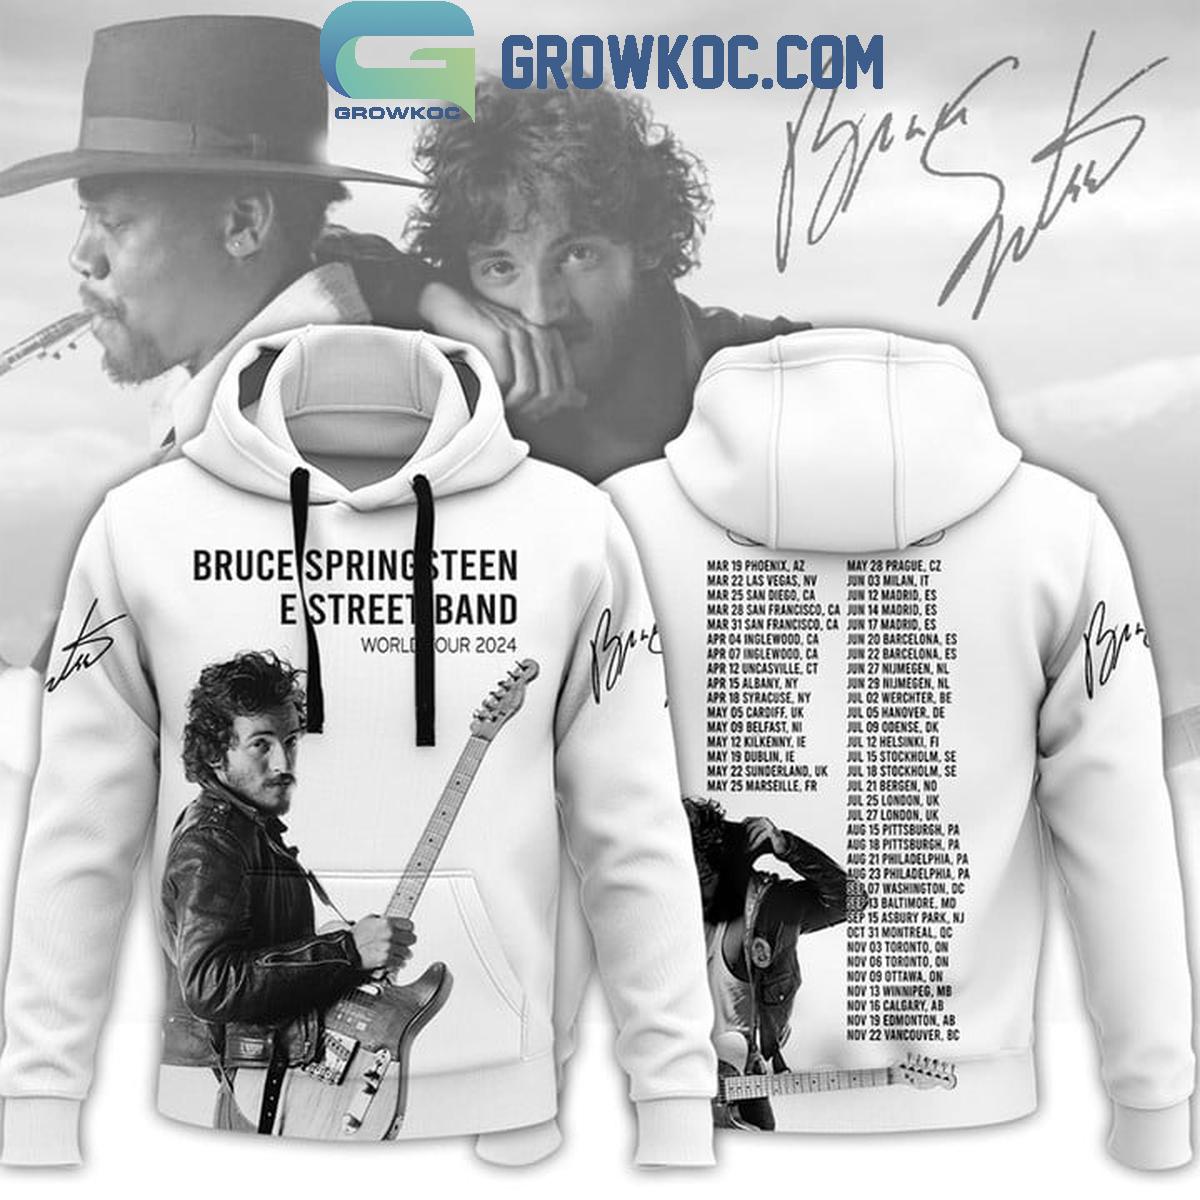 GROWKOC.COM
GROWKOC
Bruce
BRUCE SPRINGSTEEN
E STREET BAND
WORLD TOUR 2024
MAR 19 PHOENIX, AZ
MAR 22 LAS VEGAS, NV
MAR 25 SAN DIEGO, CA
MAR 28 SAN FRANCISCO, CA
MAR 31 SAN FRANCISCO, CA
APR 04 INGLEWOOD, CA
APR 07 INGLEWOOD, CA
APR 12 UNCASVILLE, CT
APR 15 ALBANY, NY
APR 18 SYRACUSE, NY
MAY 05 CARDIFF, UK
MAY 09 BELFAST, NI
MAY 12 KILKENNY, IE
MAY 19 DUBLIN, IE
MAY 22 SUNDERLAND, UK
MAY 25 MARSEILLE, FR
MAY 28 PRAGUE, CZ
JUN 03 MILAN, IT
JUN 12 MADRID, ES
JUN 14 MADRID, ES
JUN 17 MADRID, ES
JUN 20 BARCELONA, ES
JUN 22 BARCELONA, ES
JUN 27 NIJMEGEN, NL
JUN 29 NIJMEGEN, NL
JUL 02 WERCHTER, BE
JUL 05 HANOVER, DE
JUL 09 ODENSE, DK
JUL 12 HELSINKI, FI
JUL 15 STOCKHOLM, SE
JUL 18 STOCKHOLM, SE
JUL 21 BERGEN, NO
JUL 25 LONDON, UK
JUL 27 LONDON, UK
AUG 15 PITTSBURGH, PA
AUG 18 PITTSBURGH, PA
AUG 21 PHILADELPHIA, PA
AUG 23 PHILADELPHIA, PA
SEP 07 WASHINGTON, DC
SEP 13 BALTIMORE, MD
SEP 15 ASBURY PARK, NJ
OCT 31 MONTREAL, QC
NOV 03 TORONTO, ON
NOV 06 TORONTO, ON
NOV 09 OTTAWA, ON
NOV 13 WINNIPEG, MB
NOV 16 CALGARY, AB
NOV 19 EDMONTON, AB
NOV 22 VANCOUVER, BC